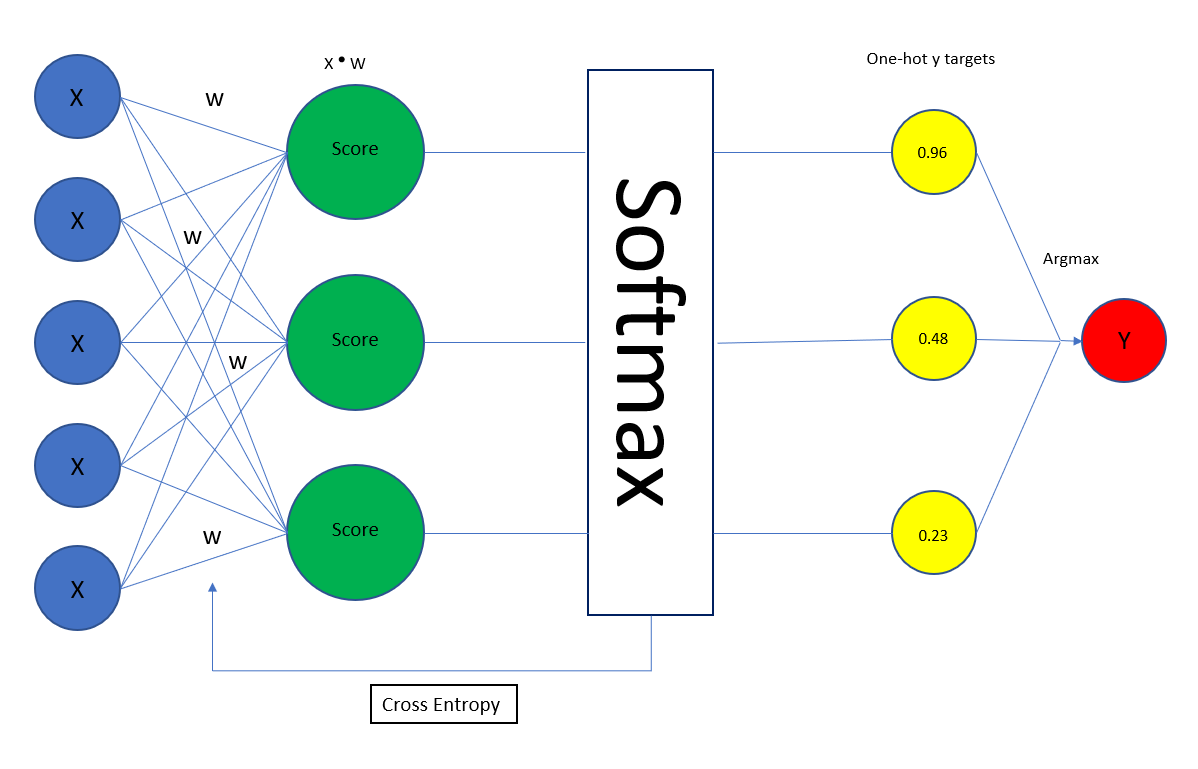 X
X
X
X
X
W
W
W
W
X • W
Score
Score
Score
Softmax
Cross Entropy
One-hot y targets
0.96
0.48
0.23
Argmax
Y